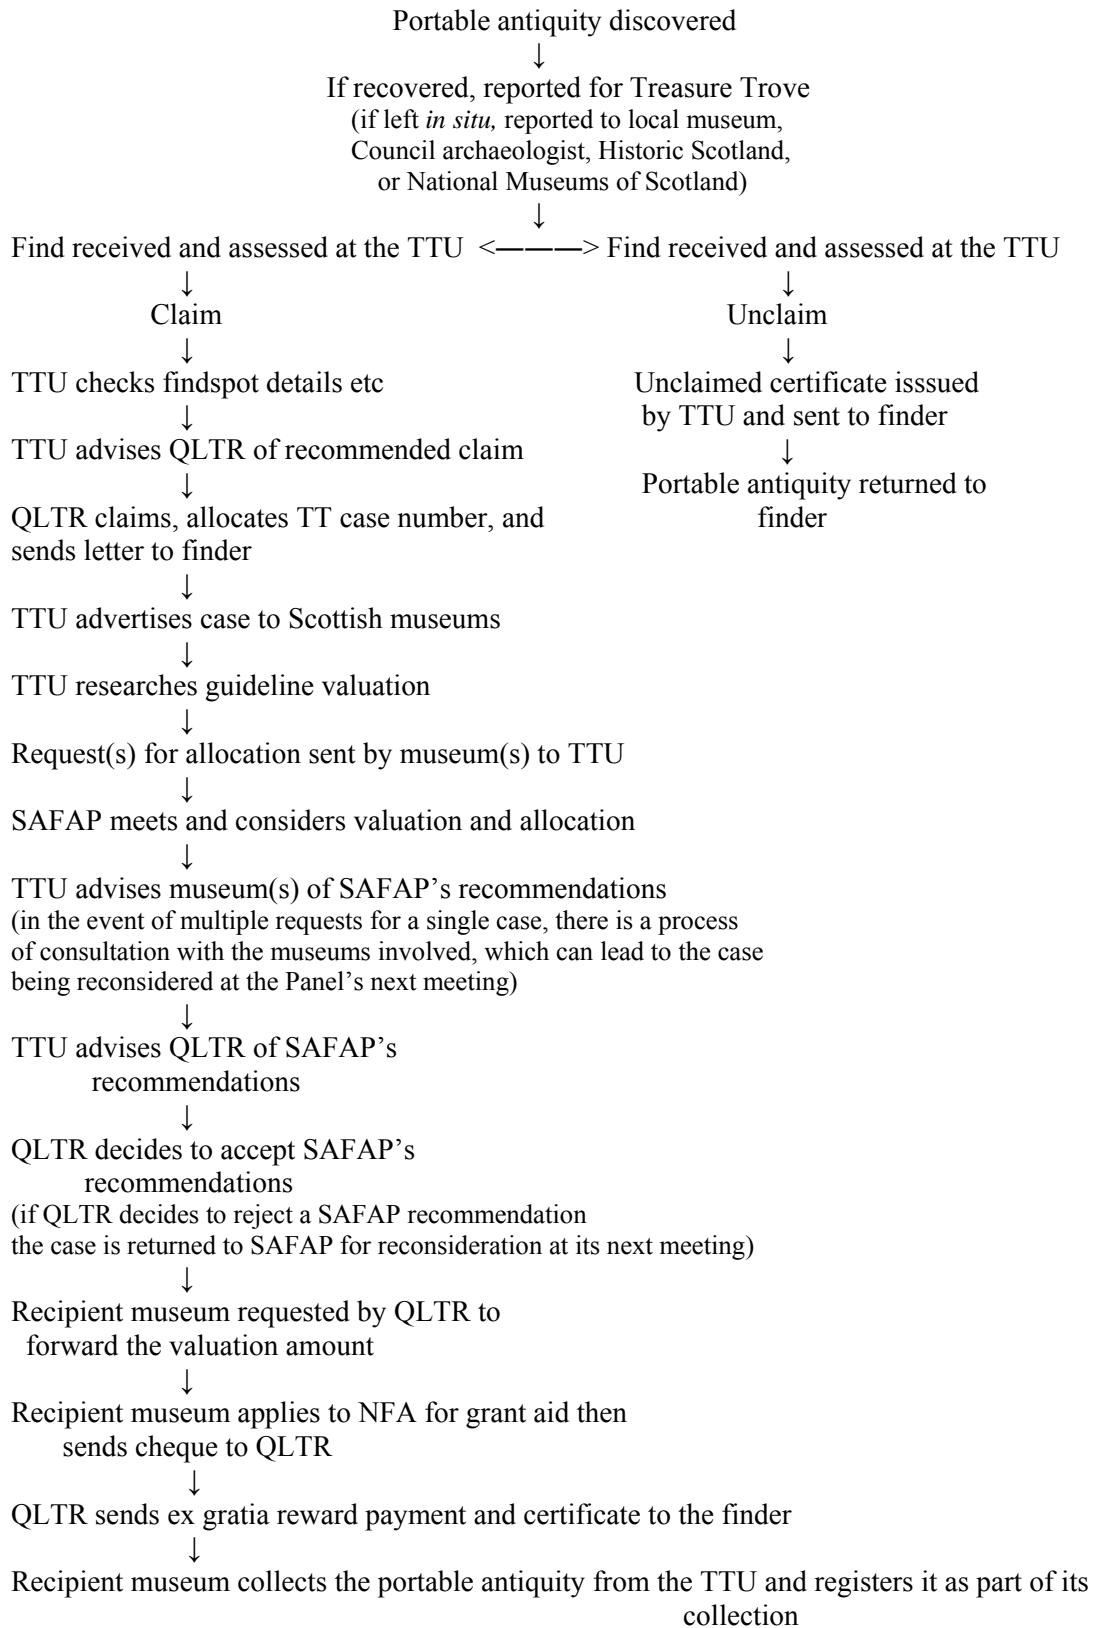 Portable antiquity discovered
↓
If recovered, reported for Treasure Trove
(if left in situ, reported to local museum,
Council archaeologist, Historic Scotland,
or National Museums of Scotland)
↓
Find received and assessed at the TTU <———> Find received and assessed at the TTU
↓ ↓
Claim Unclaim
↓ ↓
TTU checks findspot details etc Unclaimed certificate isssued
↓ by TTU and sent to finder
TTU advises QLTR of recommended claim ↓
↓ Portable antiquity returned to
QLTR claims, allocates TT case number, and finder
sends letter to finder
↓
TTU advertises case to Scottish museums
↓
TTU researches guideline valuation
↓
Request(s) for allocation sent by museum(s) to TTU
↓
SAFAP meets and considers valuation and allocation
↓
TTU advises museum(s) of SAFAP’s recommendations
(in the event of multiple requests for a single case, there is a process
of consultation with the museums involved, which can lead to the case
being reconsidered at the Panel’s next meeting)
↓
TTU advises QLTR of SAFAP’s
recommendations
↓
QLTR decides to accept SAFAP’s
recommendations
(if QLTR decides to reject a SAFAP recommendation
the case is returned to SAFAP for reconsideration at its next meeting)
↓
Recipient museum requested by QLTR to
forward the valuation amount
↓
Recipient museum applies to NFA for grant aid then
sends cheque to QLTR
↓
QLTR sends ex gratia reward payment and certificate to the finder
↓
Recipient museum collects the portable antiquity from the TTU and registers it as part of its
collection